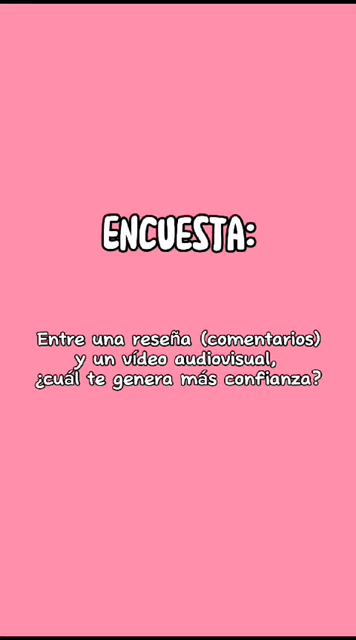 ENCUESTA:
Entre una reseña (comentarios)
y un vídeo audiovisual,
¿cuál te genera más confianza?